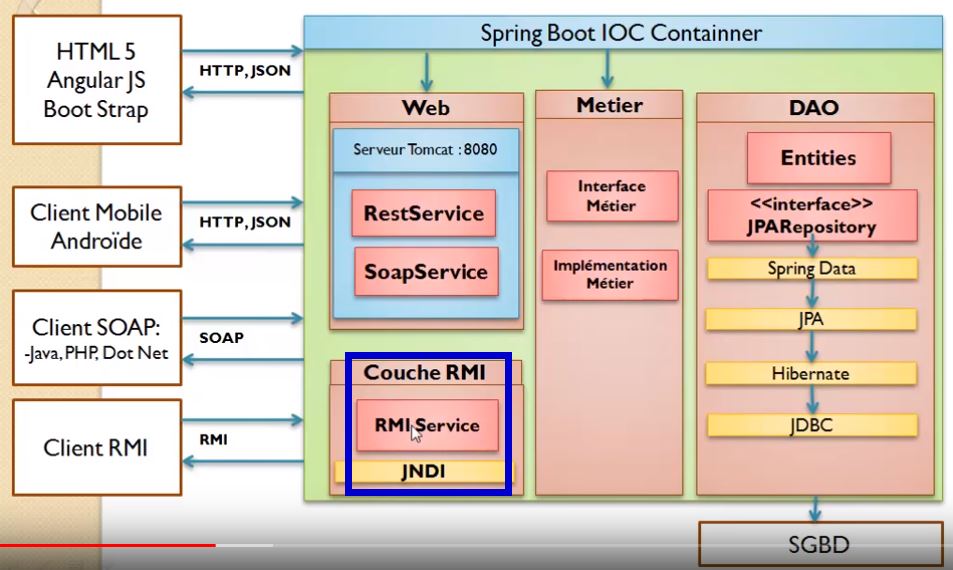 Spring Boot IOC Containner
HTML 5
Angular JS
Boot Strap
HTTP, JSON
Client Mobile
Androïde
HTTP, JSON
Client SOAP:
-Java, PHP, Dot Net
SOAP
Client RMI
RMI
Web
Serveur Tomcat : 8080
RestService
SoapService
Couche RMI
RMI Service
JNDI
Metier
Interface
Métier
Implémentation
Métier
DAO
Entities
<<interface>>
JPARepository
Spring Data
JPA
Hibernate
JDBC
SGBD